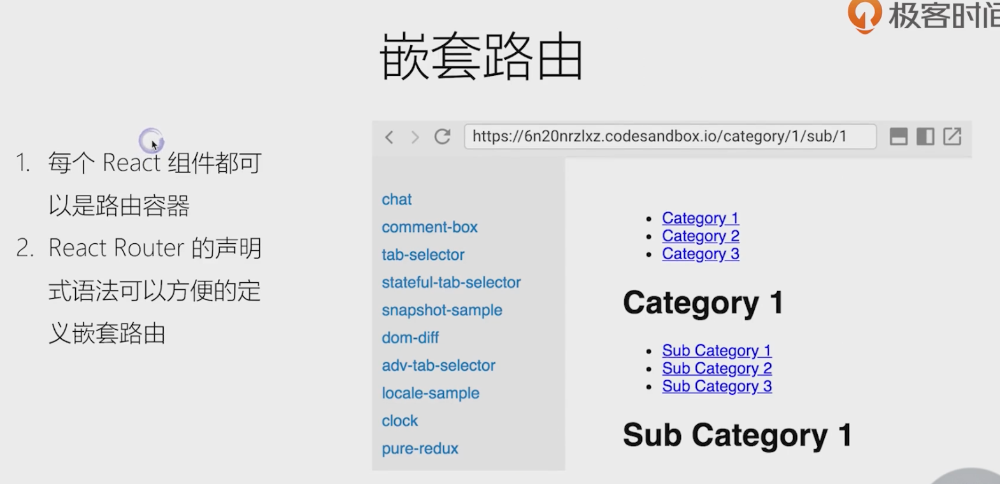 极客时间
嵌套路由
1. 每个 React 组件都可
以是路由容器
2. React Router 的声明
式语法可以方便的定
义嵌套路由
https://6n20nrzlxz.codesandbox.io/category/1/sub/1
chat
comment-box
tab-selector
stateful-tab-selector
snapshot-sample
dom-diff
adv-tab-selector
locale-sample
clock
pure-redux
• Category 1
• Category 2
• Category 3
Category 1
• Sub Category 1
• Sub Category 2
• Sub Category 3
Sub Category 1